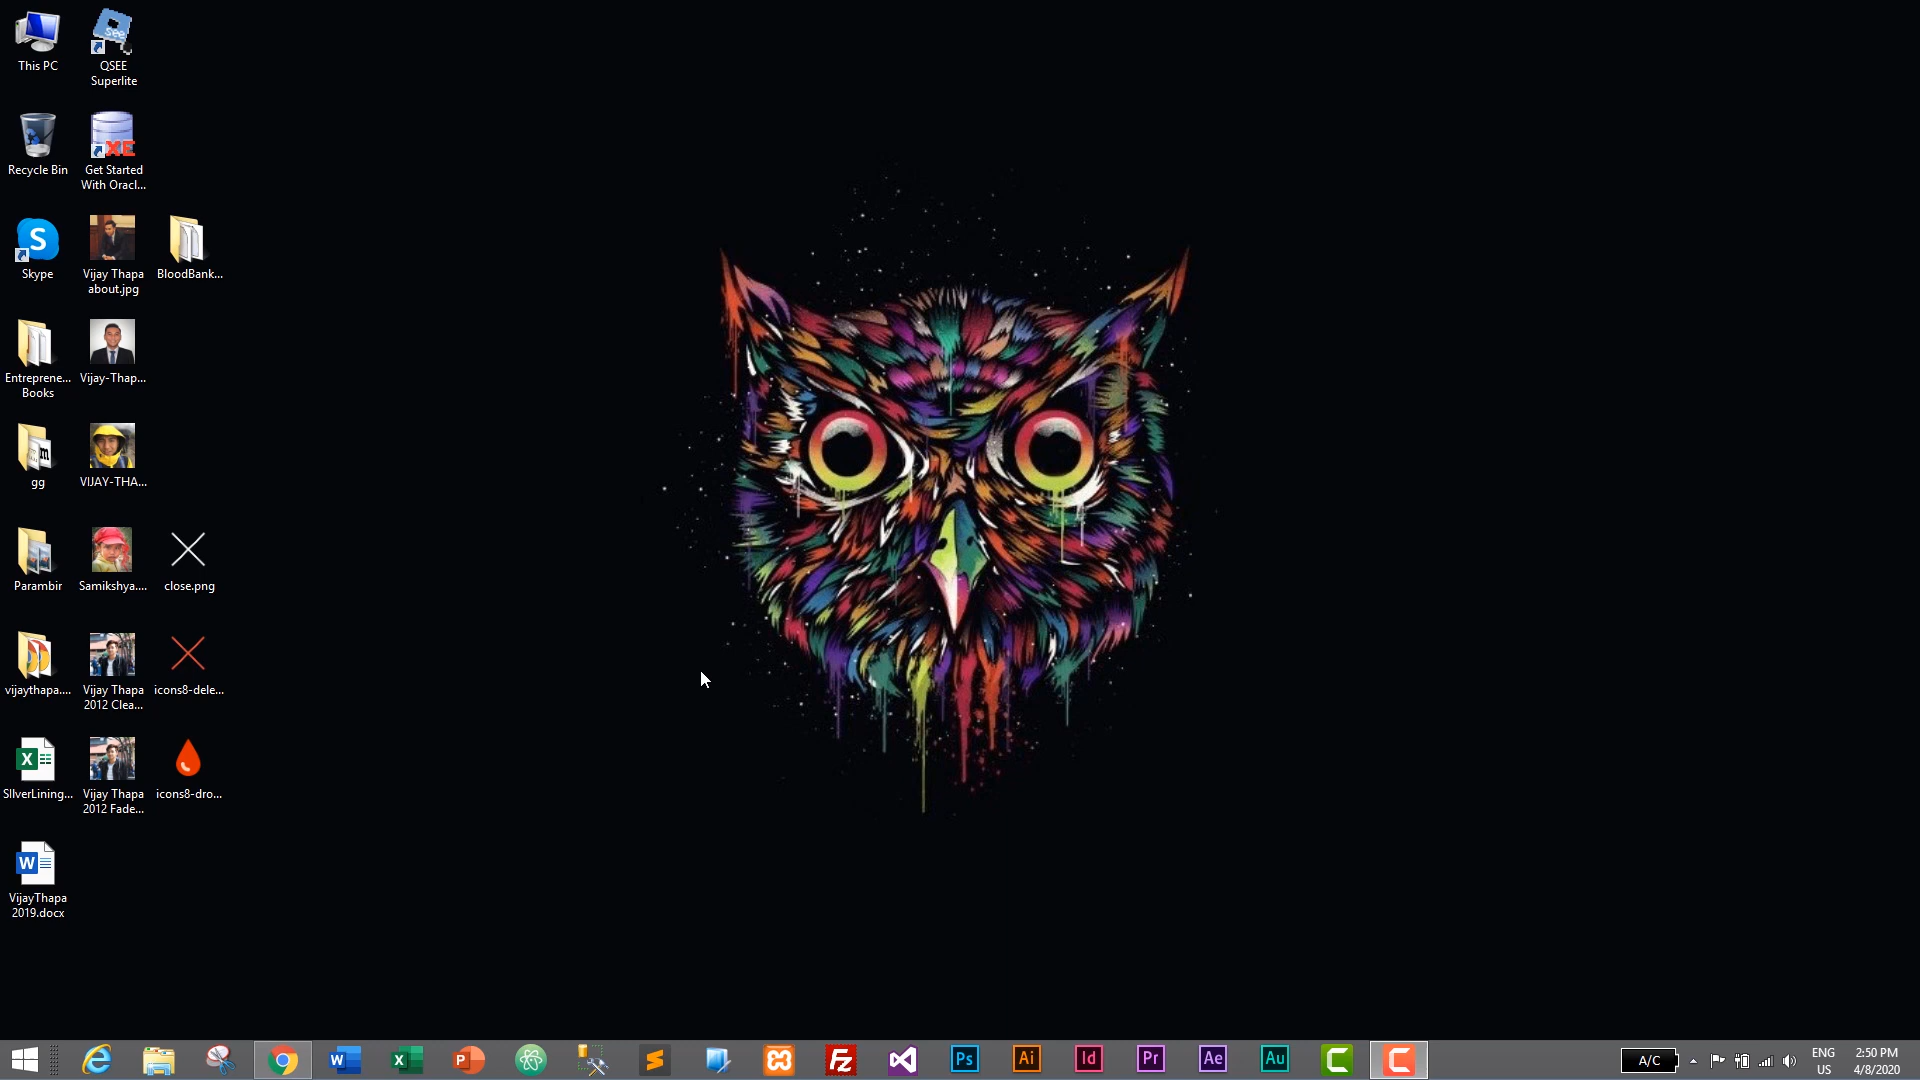 This PC
QSEE
Superlite
see
Recycle Bin
XE
Get Started
With Oracl...
S
Skype
Vijay Thapa
about.jpg
BloodBank...
Entreprene...
Books
Vijay-Thap...
m
gg
VIJAY-THA...
Parambir
Samikshya....
close.png
vijaythapa....
Vijay Thapa
2012 Clea...
icons8-dele...
X
SIlverLining...
Vijay Thapa
2012 Fade...
icons8-dro...
W
VijayThapa
2019.docx
W
X
P
Fz
Ps
Ai
Id
Pr
Ae
Au
C
C
A/C
ENG
US
2:50 PM
4/8/2020